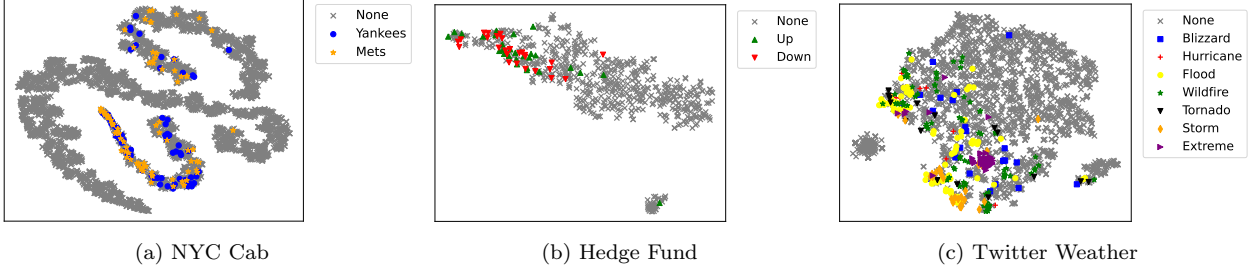 None
Yankees
Mets
None
Up
Down
None
Blizzard
Hurricane
Flood
Wildfire
Tornado
Storm
Extreme
(a) NYC Cab
(b) Hedge Fund
(c) Twitter Weather